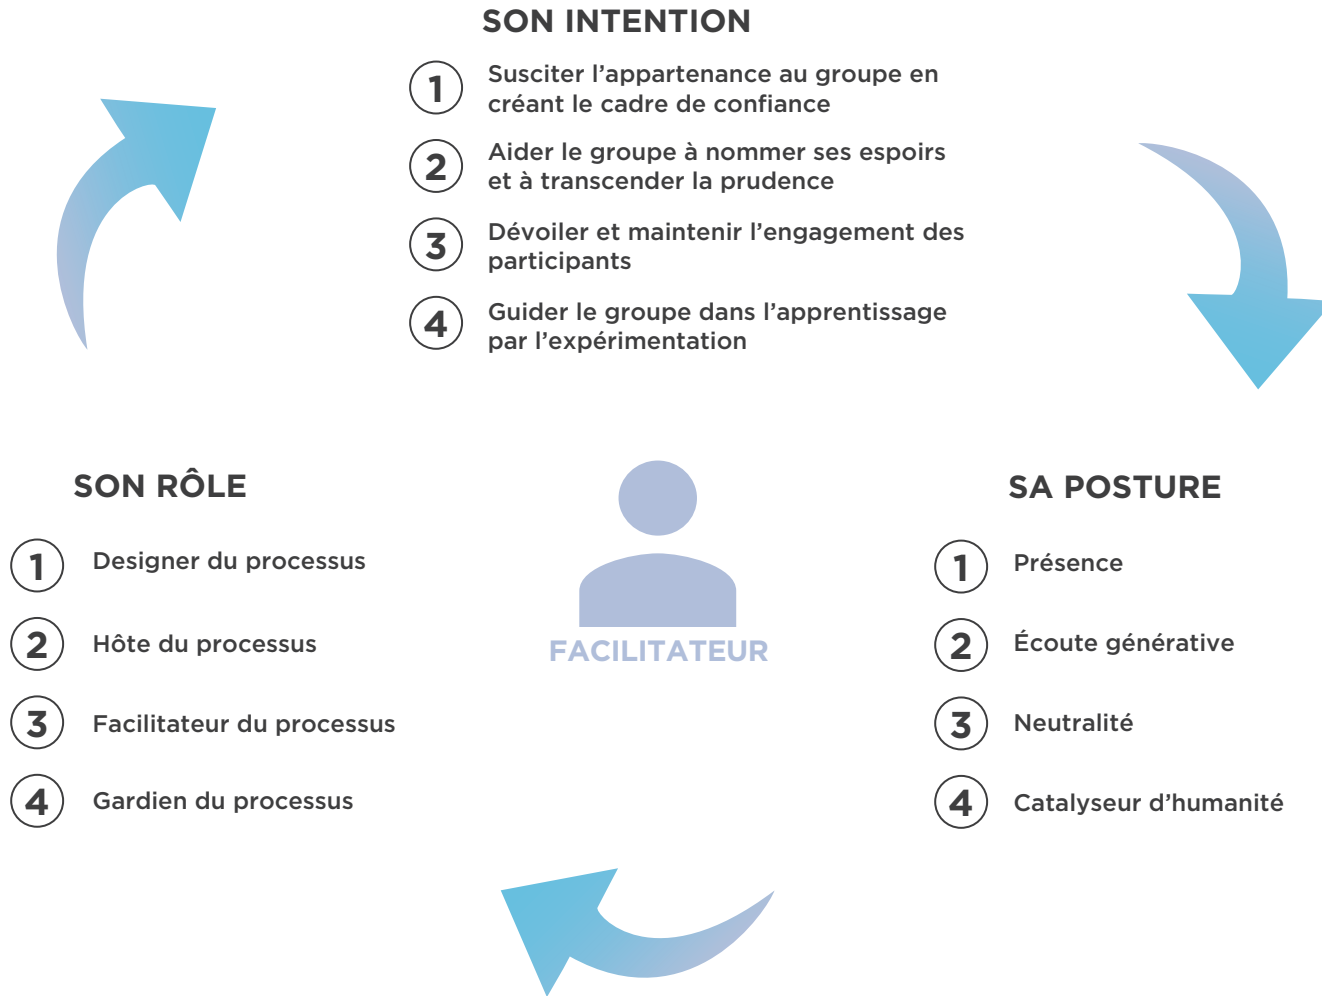 SON INTENTION
1
Susciter l’appartenance au groupe en
créant le cadre de confiance
2
Aider le groupe à nommer ses espoirs
et à transcender la prudence
3
Dévoiler et maintenir l’engagement des
participants
4
Guider le groupe dans l’apprentissage
par l’expérimentation
SON RÔLE
1 Designer du processus
2 Hôte du processus
3 Facilitateur du processus
4 Gardien du processus
FACILITATEUR
SA POSTURE
1 Présence
2 Écoute générative
3 Neutralité
4 Catalyseur d’humanité